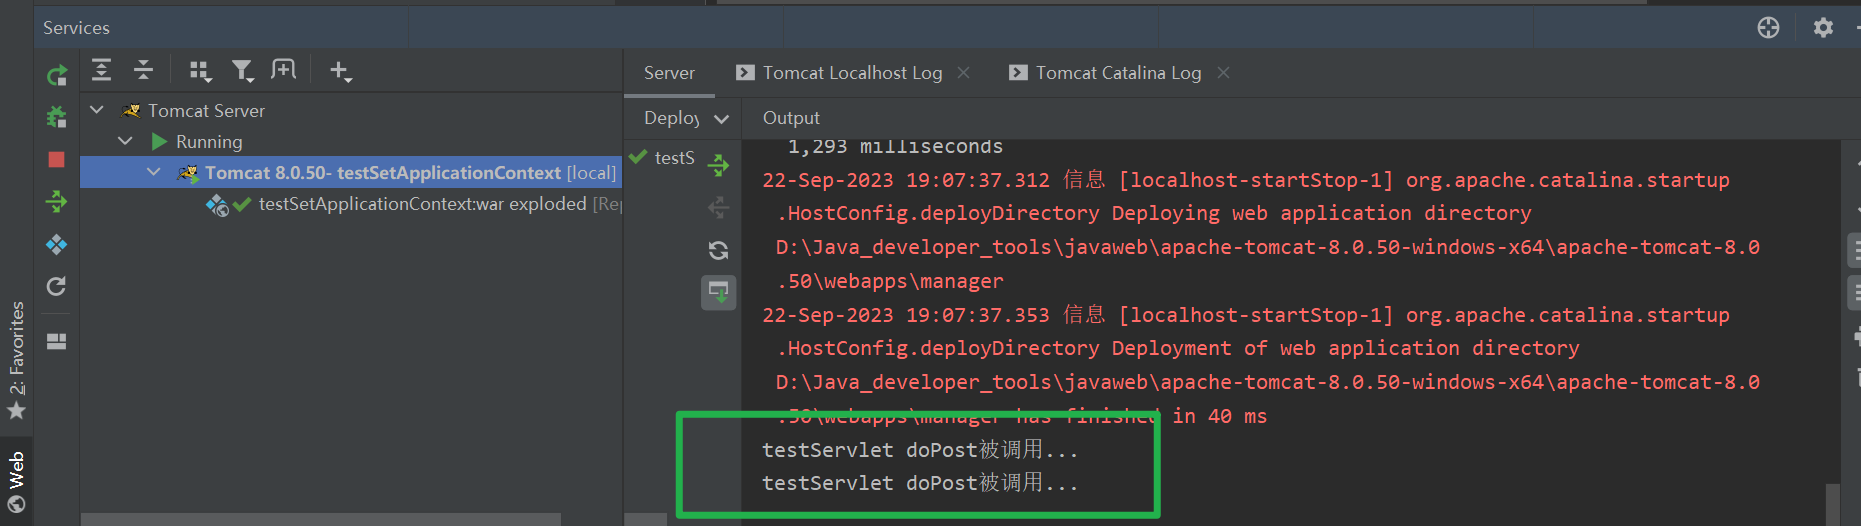 Services
Server
Tomcat Localhost Log
Tomcat Catalina Log
Tomcat Server
Running
Tomcat 8.0.50- testSetApplicationContext [local]
testSetApplicationContext:war exploded [Rep
Deploy
Output
testS
1,293 milliseconds
22-Sep-2023 19:07:37.312 信息 [localhost-startStop-1] org.apache.catalina.startup
.HostConfig.deployDirectory Deploying web application directory
D:\Java_developer_tools\javaweb\apache-tomcat-8.0.50-windows-x64\apache-tomcat-8.0
.50\webapps\manager
22-Sep-2023 19:07:37.353 信息 [localhost-startStop-1] org.apache.catalina.startup
.HostConfig.deployDirectory Deployment of web application directory
D:\Java_developer_tools\javaweb\apache-tomcat-8.0.50-windows-x64\apache-tomcat-8.0
.50\webapps\manager has finished in 40 ms
testServlet doPost被调用...
testServlet doPost被调用...
2: Favorites
Web